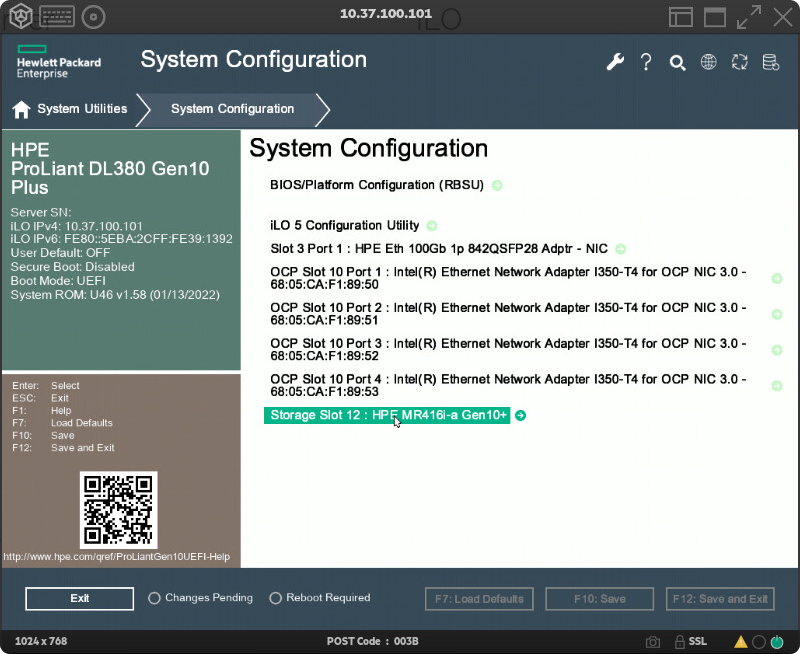 10.37.100.101
iLO
Hewlett Packard
Enterprise
System Configuration
System Utilities
System Configuration
HPE
ProLiant DL380 Gen10
Plus
Server SN:
iLO IPv4: 10.37.100.101
iLO IPv6: FE80::5EBA:2CFF:FE39:1392
User Default: OFF
Secure Boot: Disabled
Boot Mode: UEFI
System ROM: U46 v1.58 (01/13/2022)
Enter: Select
ESC: Exit
F1: Help
F7: Load Defaults
F10: Save
F12: Save and Exit
http://www.hpe.com/qref/ProLiantGen10UEFI-Help
System Configuration
BIOS/Platform Configuration (RBSU)
iLO 5 Configuration Utility
Slot 3 Port 1 : HPE Eth 100Gb 1p 842QSFP28 Adptr - NIC
OCP Slot 10 Port 1 : Intel(R) Ethernet Network Adapter I350-T4 for OCP NIC 3.0 -
68:05:CA:F1:89:50
OCP Slot 10 Port 2 : Intel(R) Ethernet Network Adapter I350-T4 for OCP NIC 3.0 -
68:05:CA:F1:89:51
OCP Slot 10 Port 3 : Intel(R) Ethernet Network Adapter I350-T4 for OCP NIC 3.0 -
68:05:CA:F1:89:52
OCP Slot 10 Port 4 : Intel(R) Ethernet Network Adapter I350-T4 for OCP NIC 3.0 -
68:05:CA:F1:89:53
Storage Slot 12 : HPE MR416i-a Gen10+
Exit
Changes Pending
Reboot Required
F7: Load Defaults
F10: Save
F12: Save and Exit
1024 x 768
POST Code : 003B
SSL